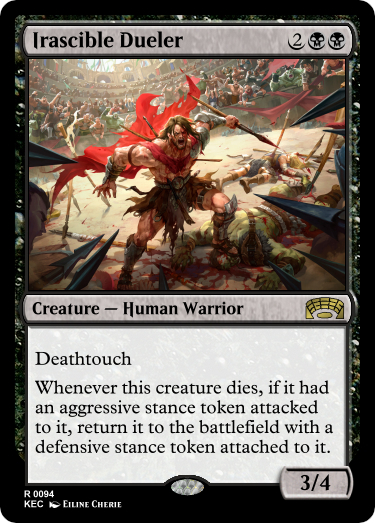 Irascible Dueler 2
Creature — Human Warrior
Deathtouch
Whenever this creature dies, if it had
an aggressive stance token attacked
to it, return it to the battlefield with a
defensive stance token attached to it.
3/4
R 0094
KEC Eiline Cherie